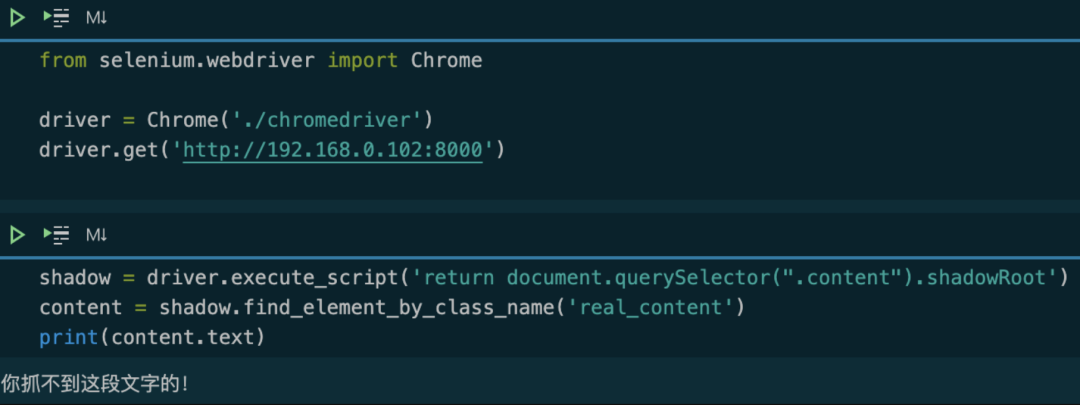 M↓
from selenium.webdriver import Chrome
driver = Chrome('./chromedriver')
driver.get('http://192.168.0.102:8000')
M↓
shadow = driver.execute_script('return document.querySelector(".content").shadowRoot')
content = shadow.find_element_by_class_name('real_content')
print(content.text)
你抓不到这段文字的!